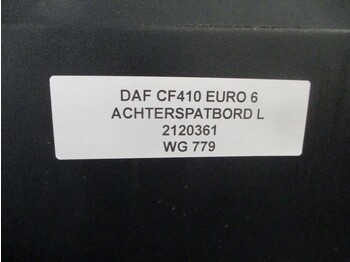 DAF CF410 EURO 6
ACHTERSPATBORD L
2120361
WG 779